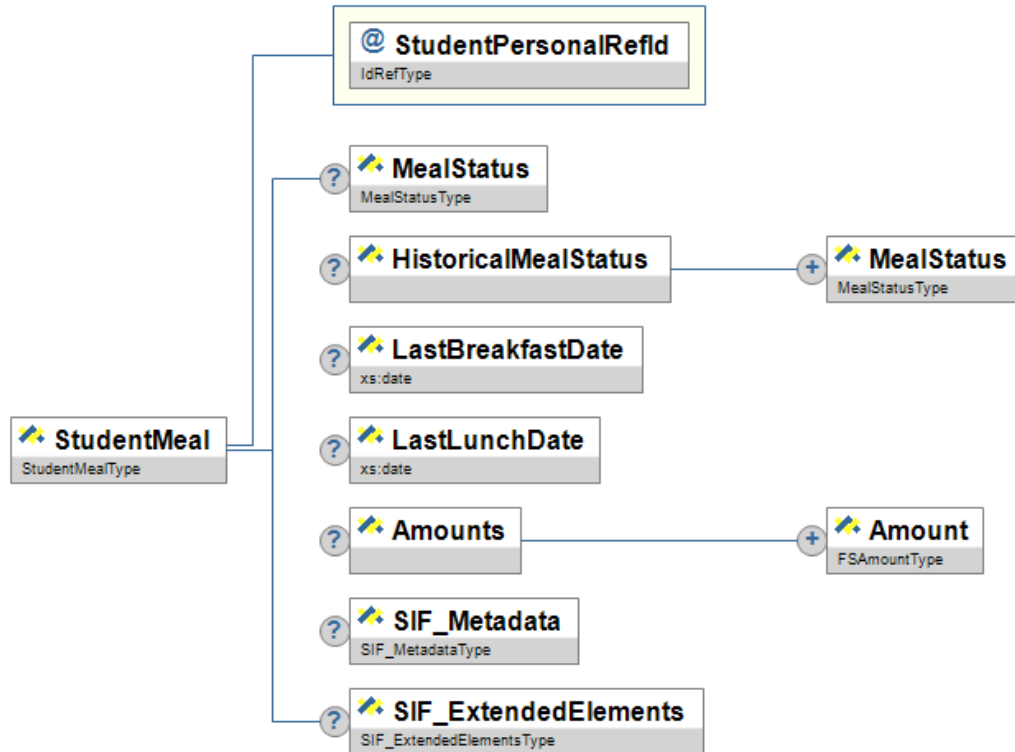 @ StudentPersonalRefId
IdRefType
? MealStatus
MealStatusType
? HistoricalMealStatus
+ MealStatus
MealStatusType
? LastBreakfastDate
xs:date
StudentMeal
StudentMealType
? LastLunchDate
xs:date
? Amounts
+ Amount
FSAmountType
? SIF_Metadata
SIF_MetadataType
? SIF_ExtendedElements
SIF_ExtendedElementsType